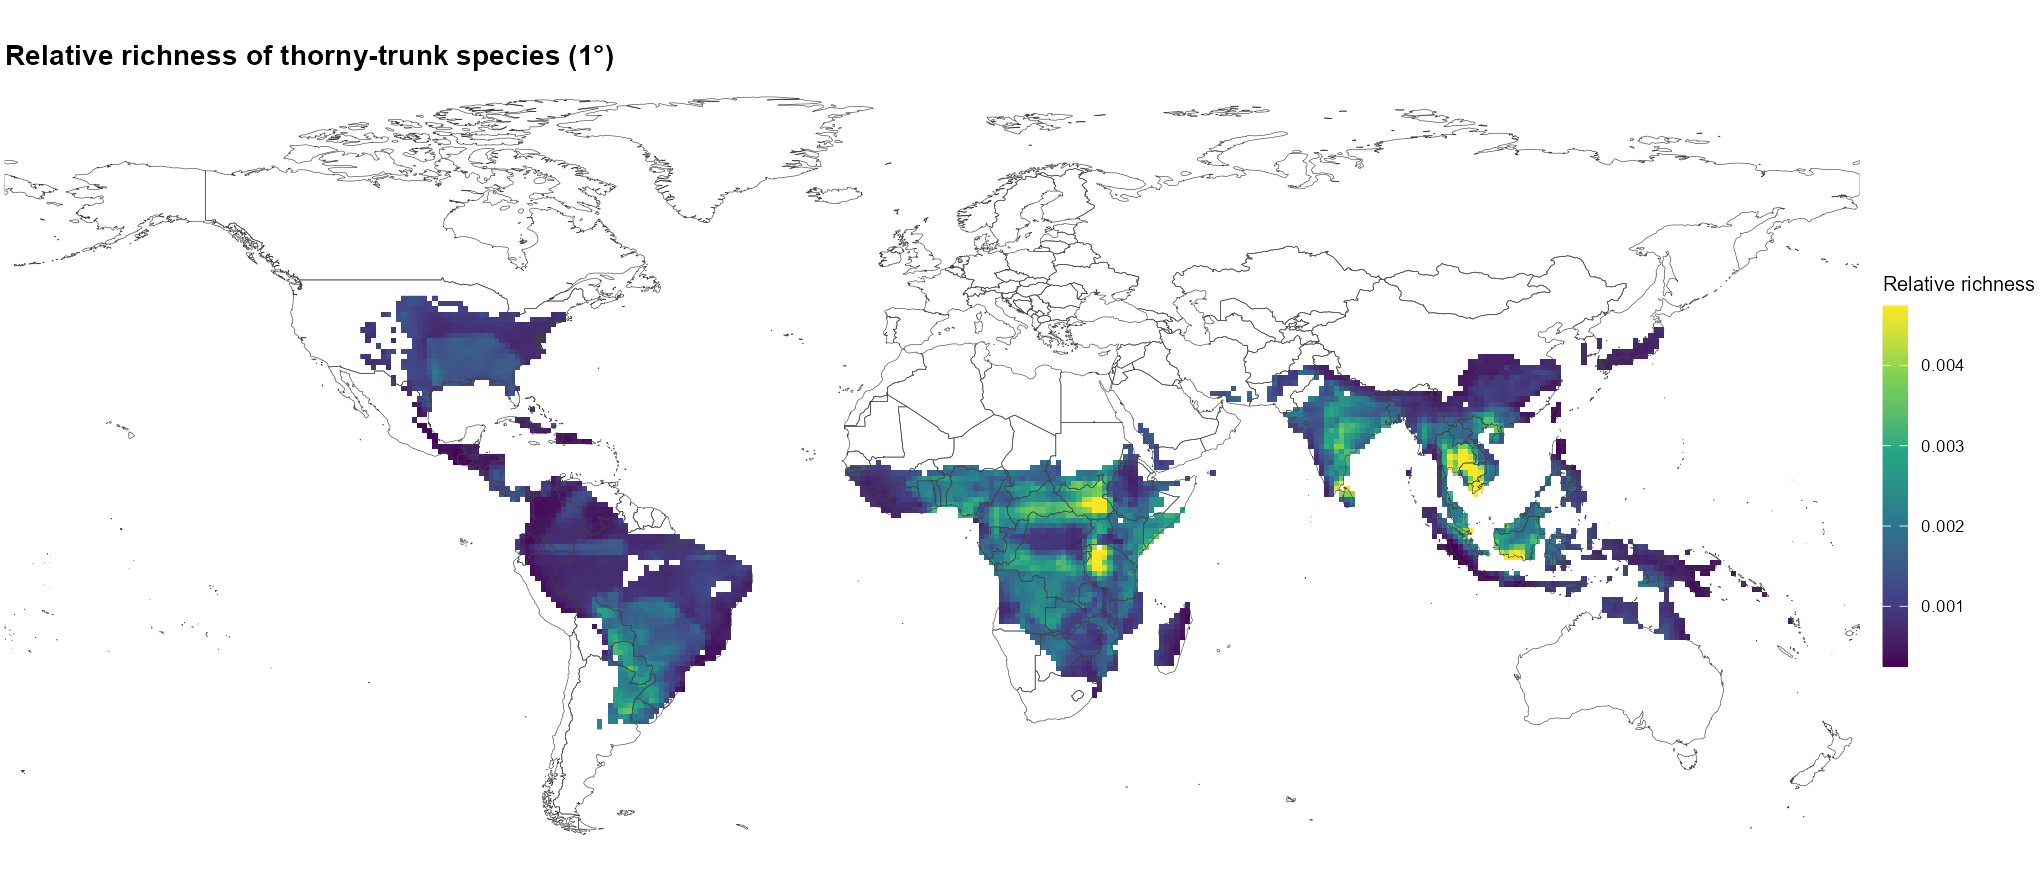 Relative richness of thorny-trunk species (1°)
Relative richness
0.004
0.003
0.002
0.001